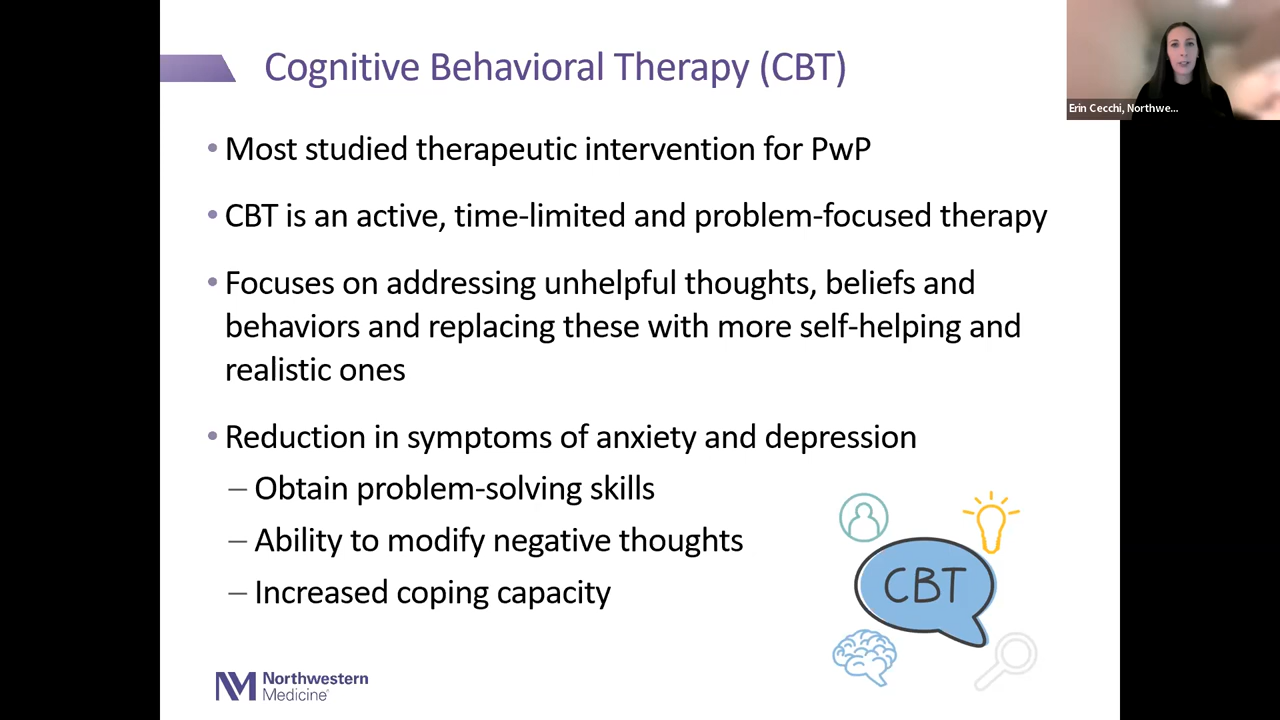 Cognitive Behavioral Therapy (CBT)
Erin Cecchi, Northwe...
• Most studied therapeutic intervention for PwP
• CBT is an active, time-limited and problem-focused therapy
• Focuses on addressing unhelpful thoughts, beliefs and
behaviors and replacing these with more self-helping and
realistic ones
• Reduction in symptoms of anxiety and depression
– Obtain problem-solving skills
– Ability to modify negative thoughts
– Increased coping capacity
CBT
NM Northwestern
Medicine®